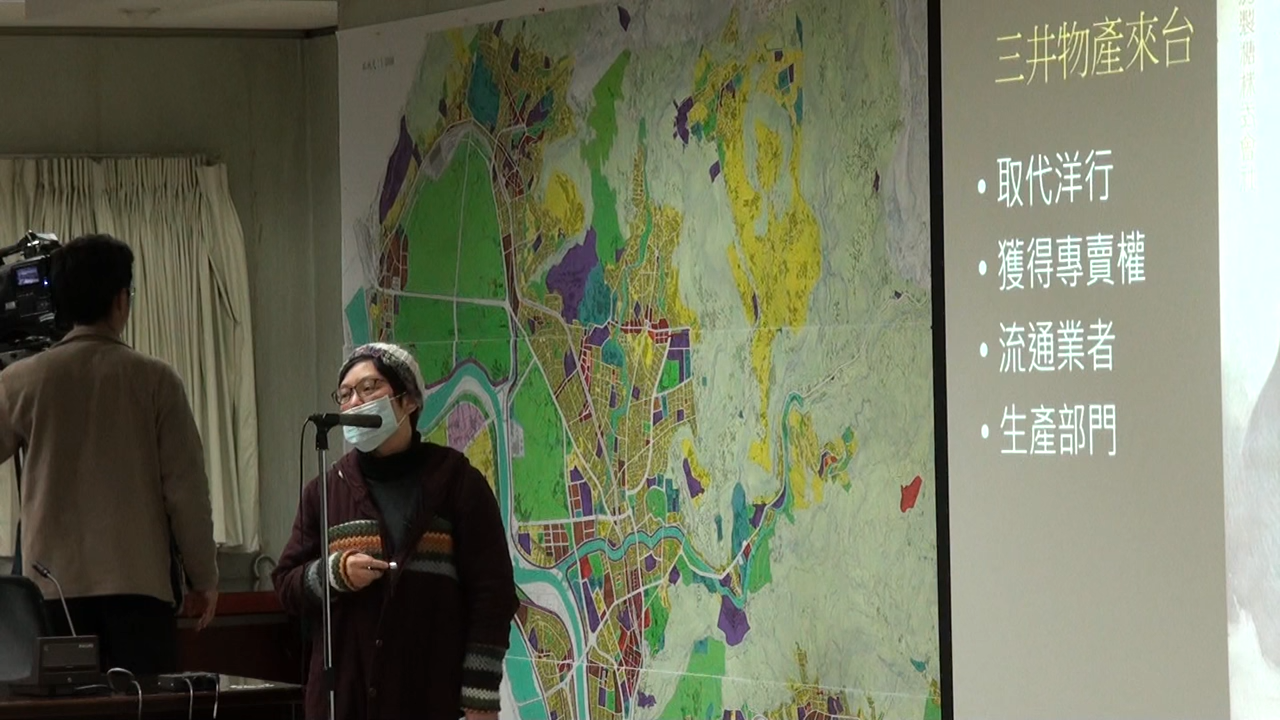 三井物產來台
• 取代洋行
• 獲得專賣權
• 流通業者
• 生產部門